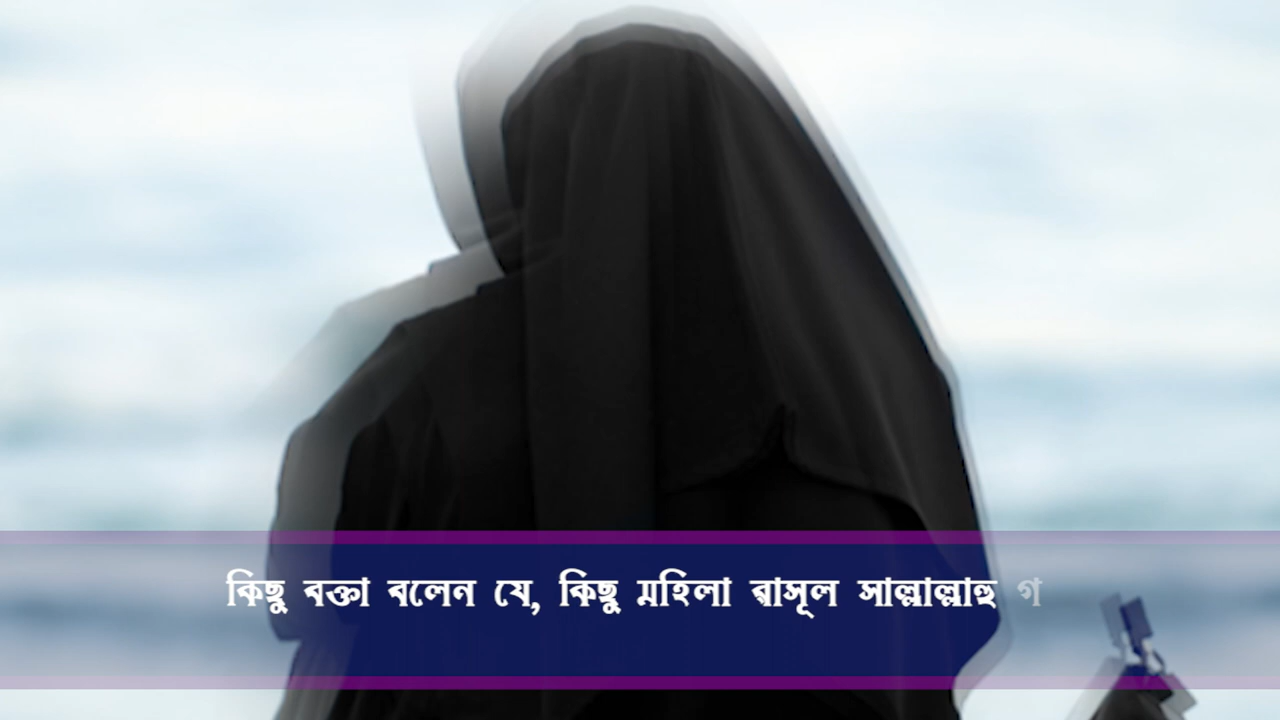 কিছু বক্তা বলেন যে, কিছু মহিলা রাসূল সাল্লাল্লাহু